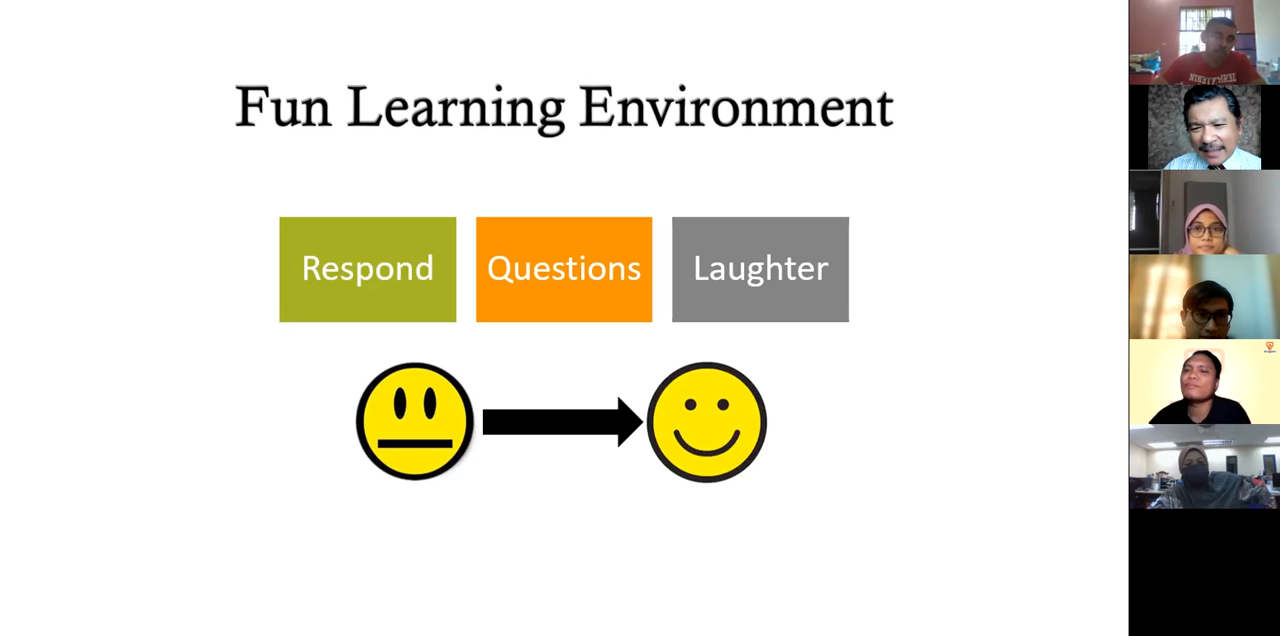 Fun Learning Environment
Respond
Questions
Laughter